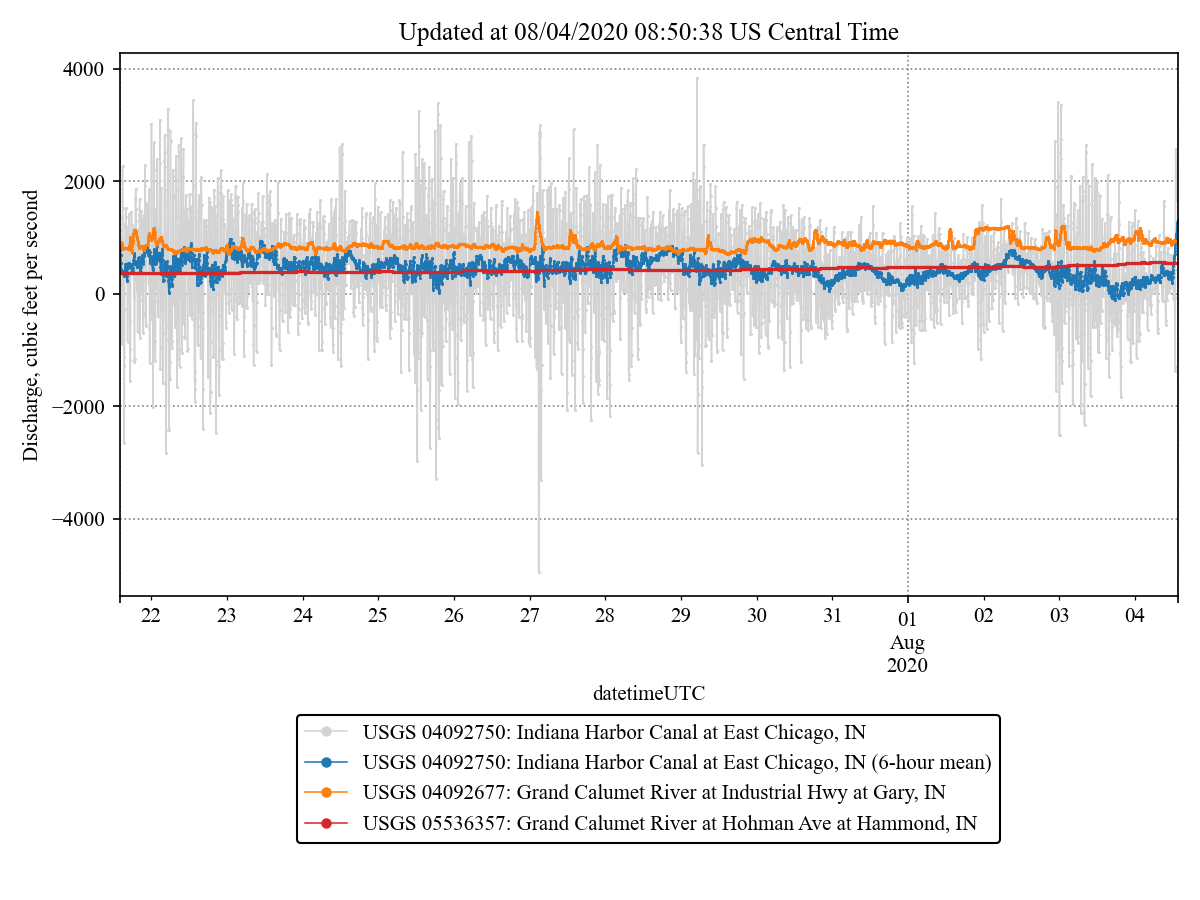 Updated at 08/04/2020 08:50:38 US Central Time
Discharge, cubic feet per second
4000
2000
0
−2000
−4000
22 23 24 25 26 27 28 29 30 31 01 02 03 04
Aug
2020
datetimeUTC
USGS 04092750: Indiana Harbor Canal at East Chicago, IN
USGS 04092750: Indiana Harbor Canal at East Chicago, IN (6-hour mean)
USGS 04092677: Grand Calumet River at Industrial Hwy at Gary, IN
USGS 05536357: Grand Calumet River at Hohman Ave at Hammond, IN